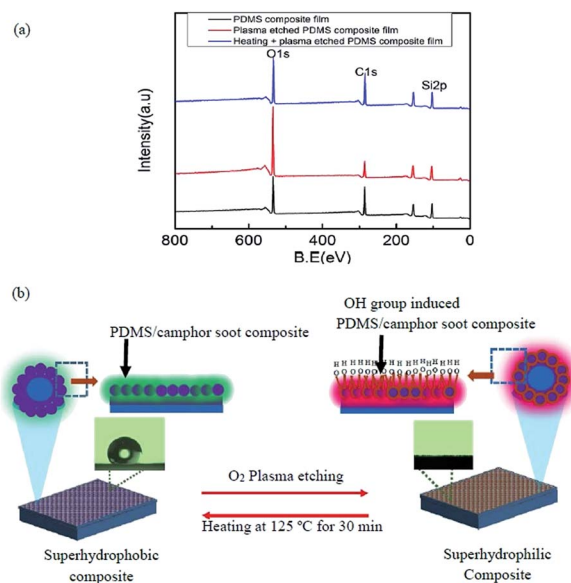 (a)
PDMS composite film
Plasma etched PDMS composite film
Heating + plasma etched PDMS composite film
O1s
C1s
Si2p
Intensity(a.u)
800 600 400 200 0
B.E(eV)
(b)
OH group induced
PDMS/camphor soot composite
PDMS/camphor soot composite
H H H H H H H H H H H H H
O O O O O O O O O O O O O
O₂ Plasma etching
Heating at 125 ºC for 30 min
Superhydrophobic
composite
Superhydrophilic
Composite